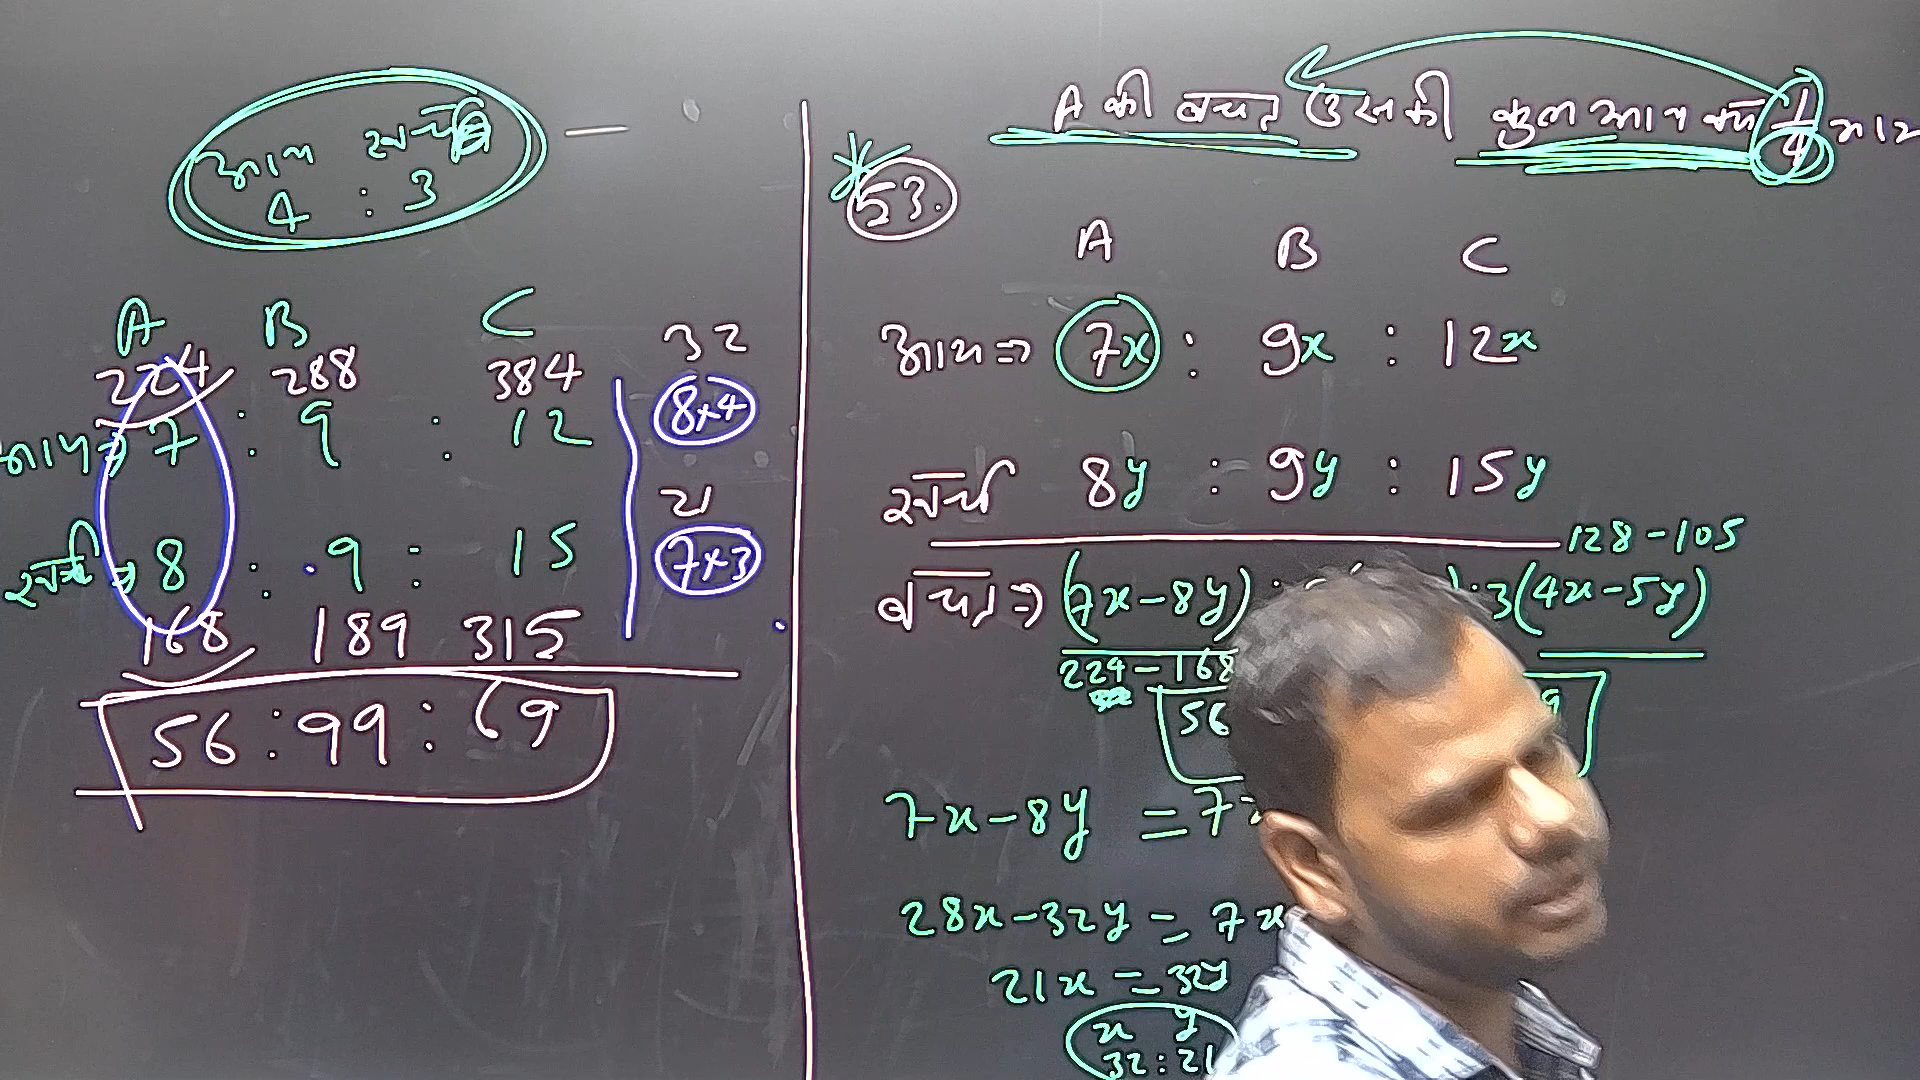 आय खर्च
4 : 3
A B C
224 288 384 32
आय ⇒ 7 : 9 : 12 8×4
21
खर्च ⇒ 8 : 9 : 15 7×3
168 189 315
56 : 99 : 69
A की बचत उसकी कुल आय का 1/4
53.
A B C
आय ⇒ 7x : 9x : 12x
खर्च 8y : 9y : 15y
128-105
बचत ⇒ (7x-8y) : 3(4x-5y)
224-168
56 9
7x-8y = 7x
28x-32y = 7x
21x = 32y
x y
32 : 21